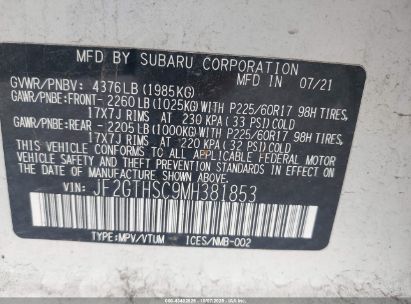 MFD BY SUBARU CORPORATION
MFD IN 07/21
GVWR/PNBV: 4376LB (1985KG)
GAWR/PNBE:FRONT- 2260LB (1025KG)WITH P225/60R17 98H TIRES,
17X7J RIMS AT 230 KPA (33 PSI)COLD
GAWR/PNBE:REAR - 2205LB (1000KG)WITH P225/60R17 98H TIRES,
17X7J RIMS AT 220 KPA (32 PSI)COLD
THIS VEHICLE CONFORMS TO ALL APPLICABLE
FEDERAL MOTOR VEHICLE SAFETY, BUMPER, AND
THEFT PREVENTION STANDARDS IN EFFECT ON
THE DATE OF MANUFACTURE SHOWN ABOVE.
VIN: JF2GTHSC9MH381853
TYPE:MPV/VTUM ICES/NMB-002